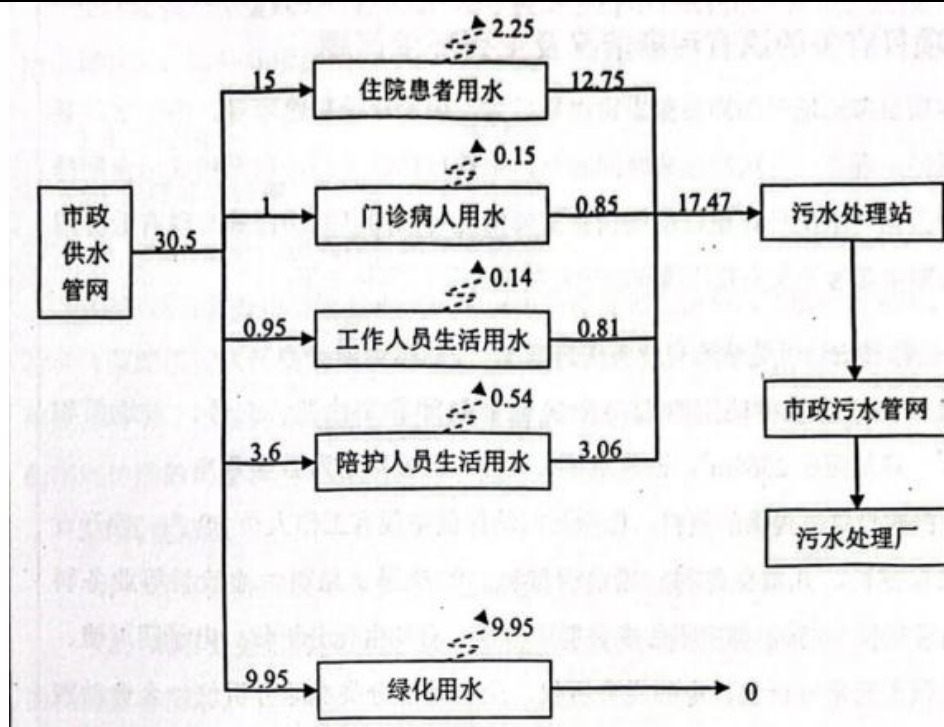 2.25
15
住院患者用水
12.75
0.15
市政
供水
管网
30.5
1
门诊病人用水
0.85
17.47
污水处理站
0.14
0.95
工作人员生活用水
0.81
0.54
市政污水管网
3.6
陪护人员生活用水
3.06
污水处理厂
9.95
9.95
绿化用水
0